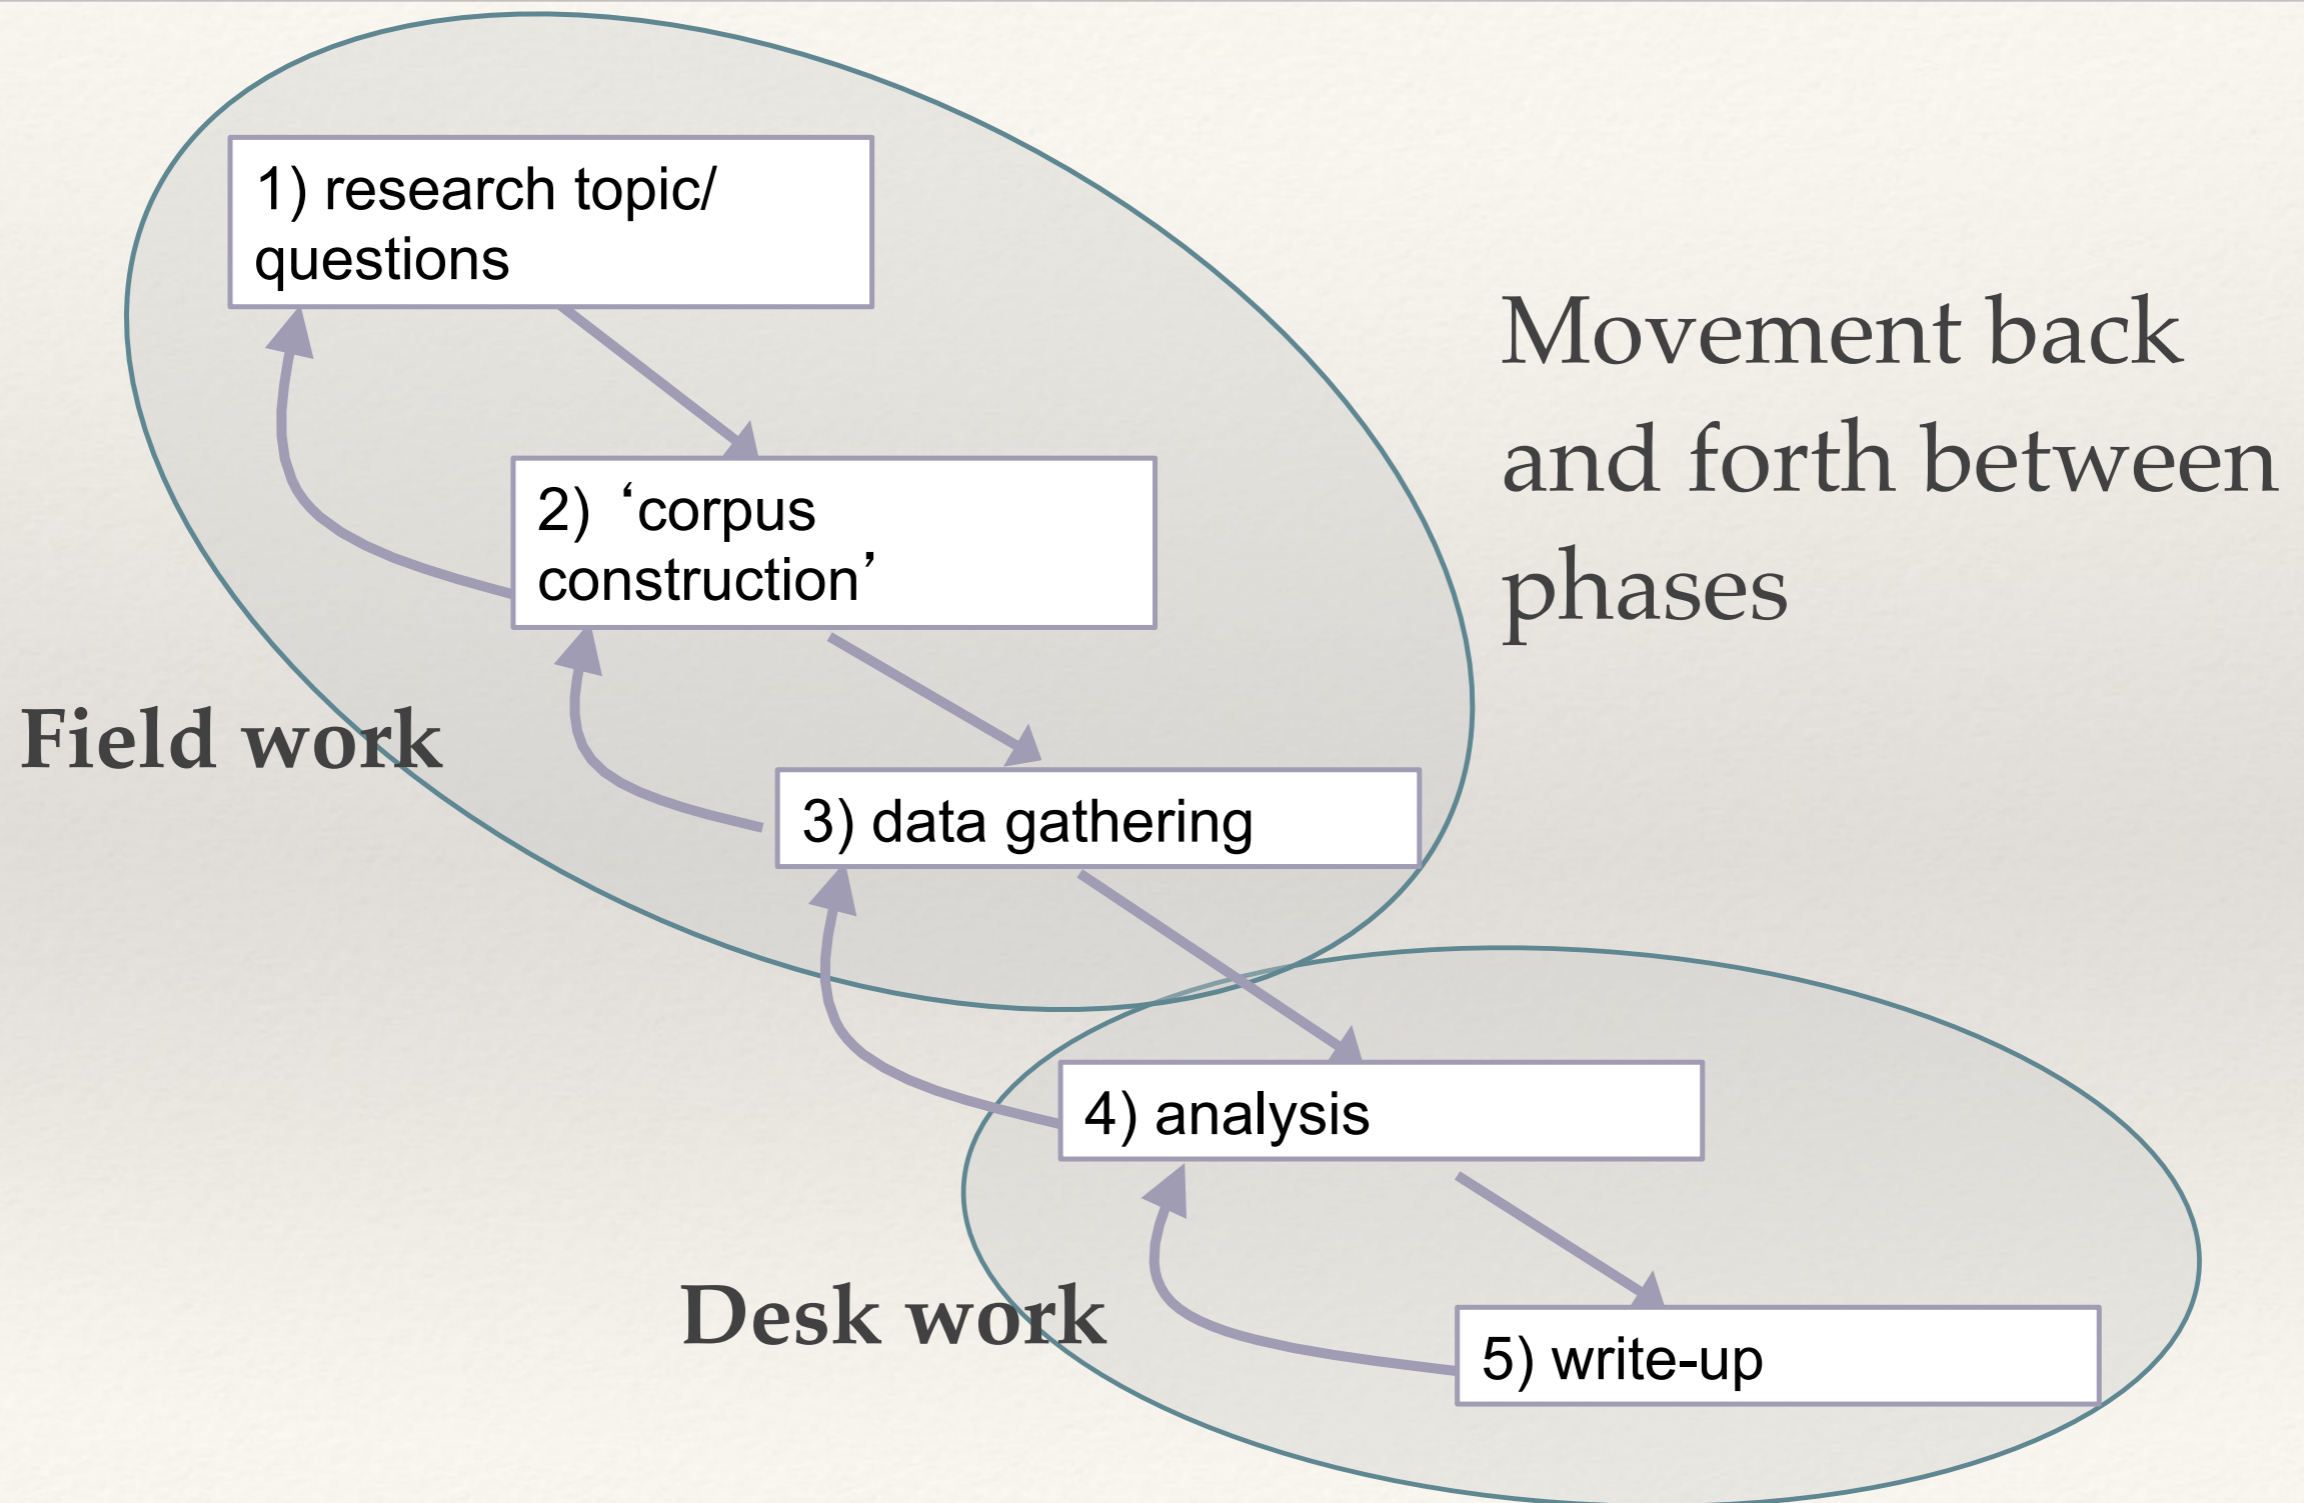 1) research topic/
questions
Movement back
and forth between
phases
2) ‘corpus
construction’
Field work
3) data gathering
4) analysis
Desk work
5) write-up